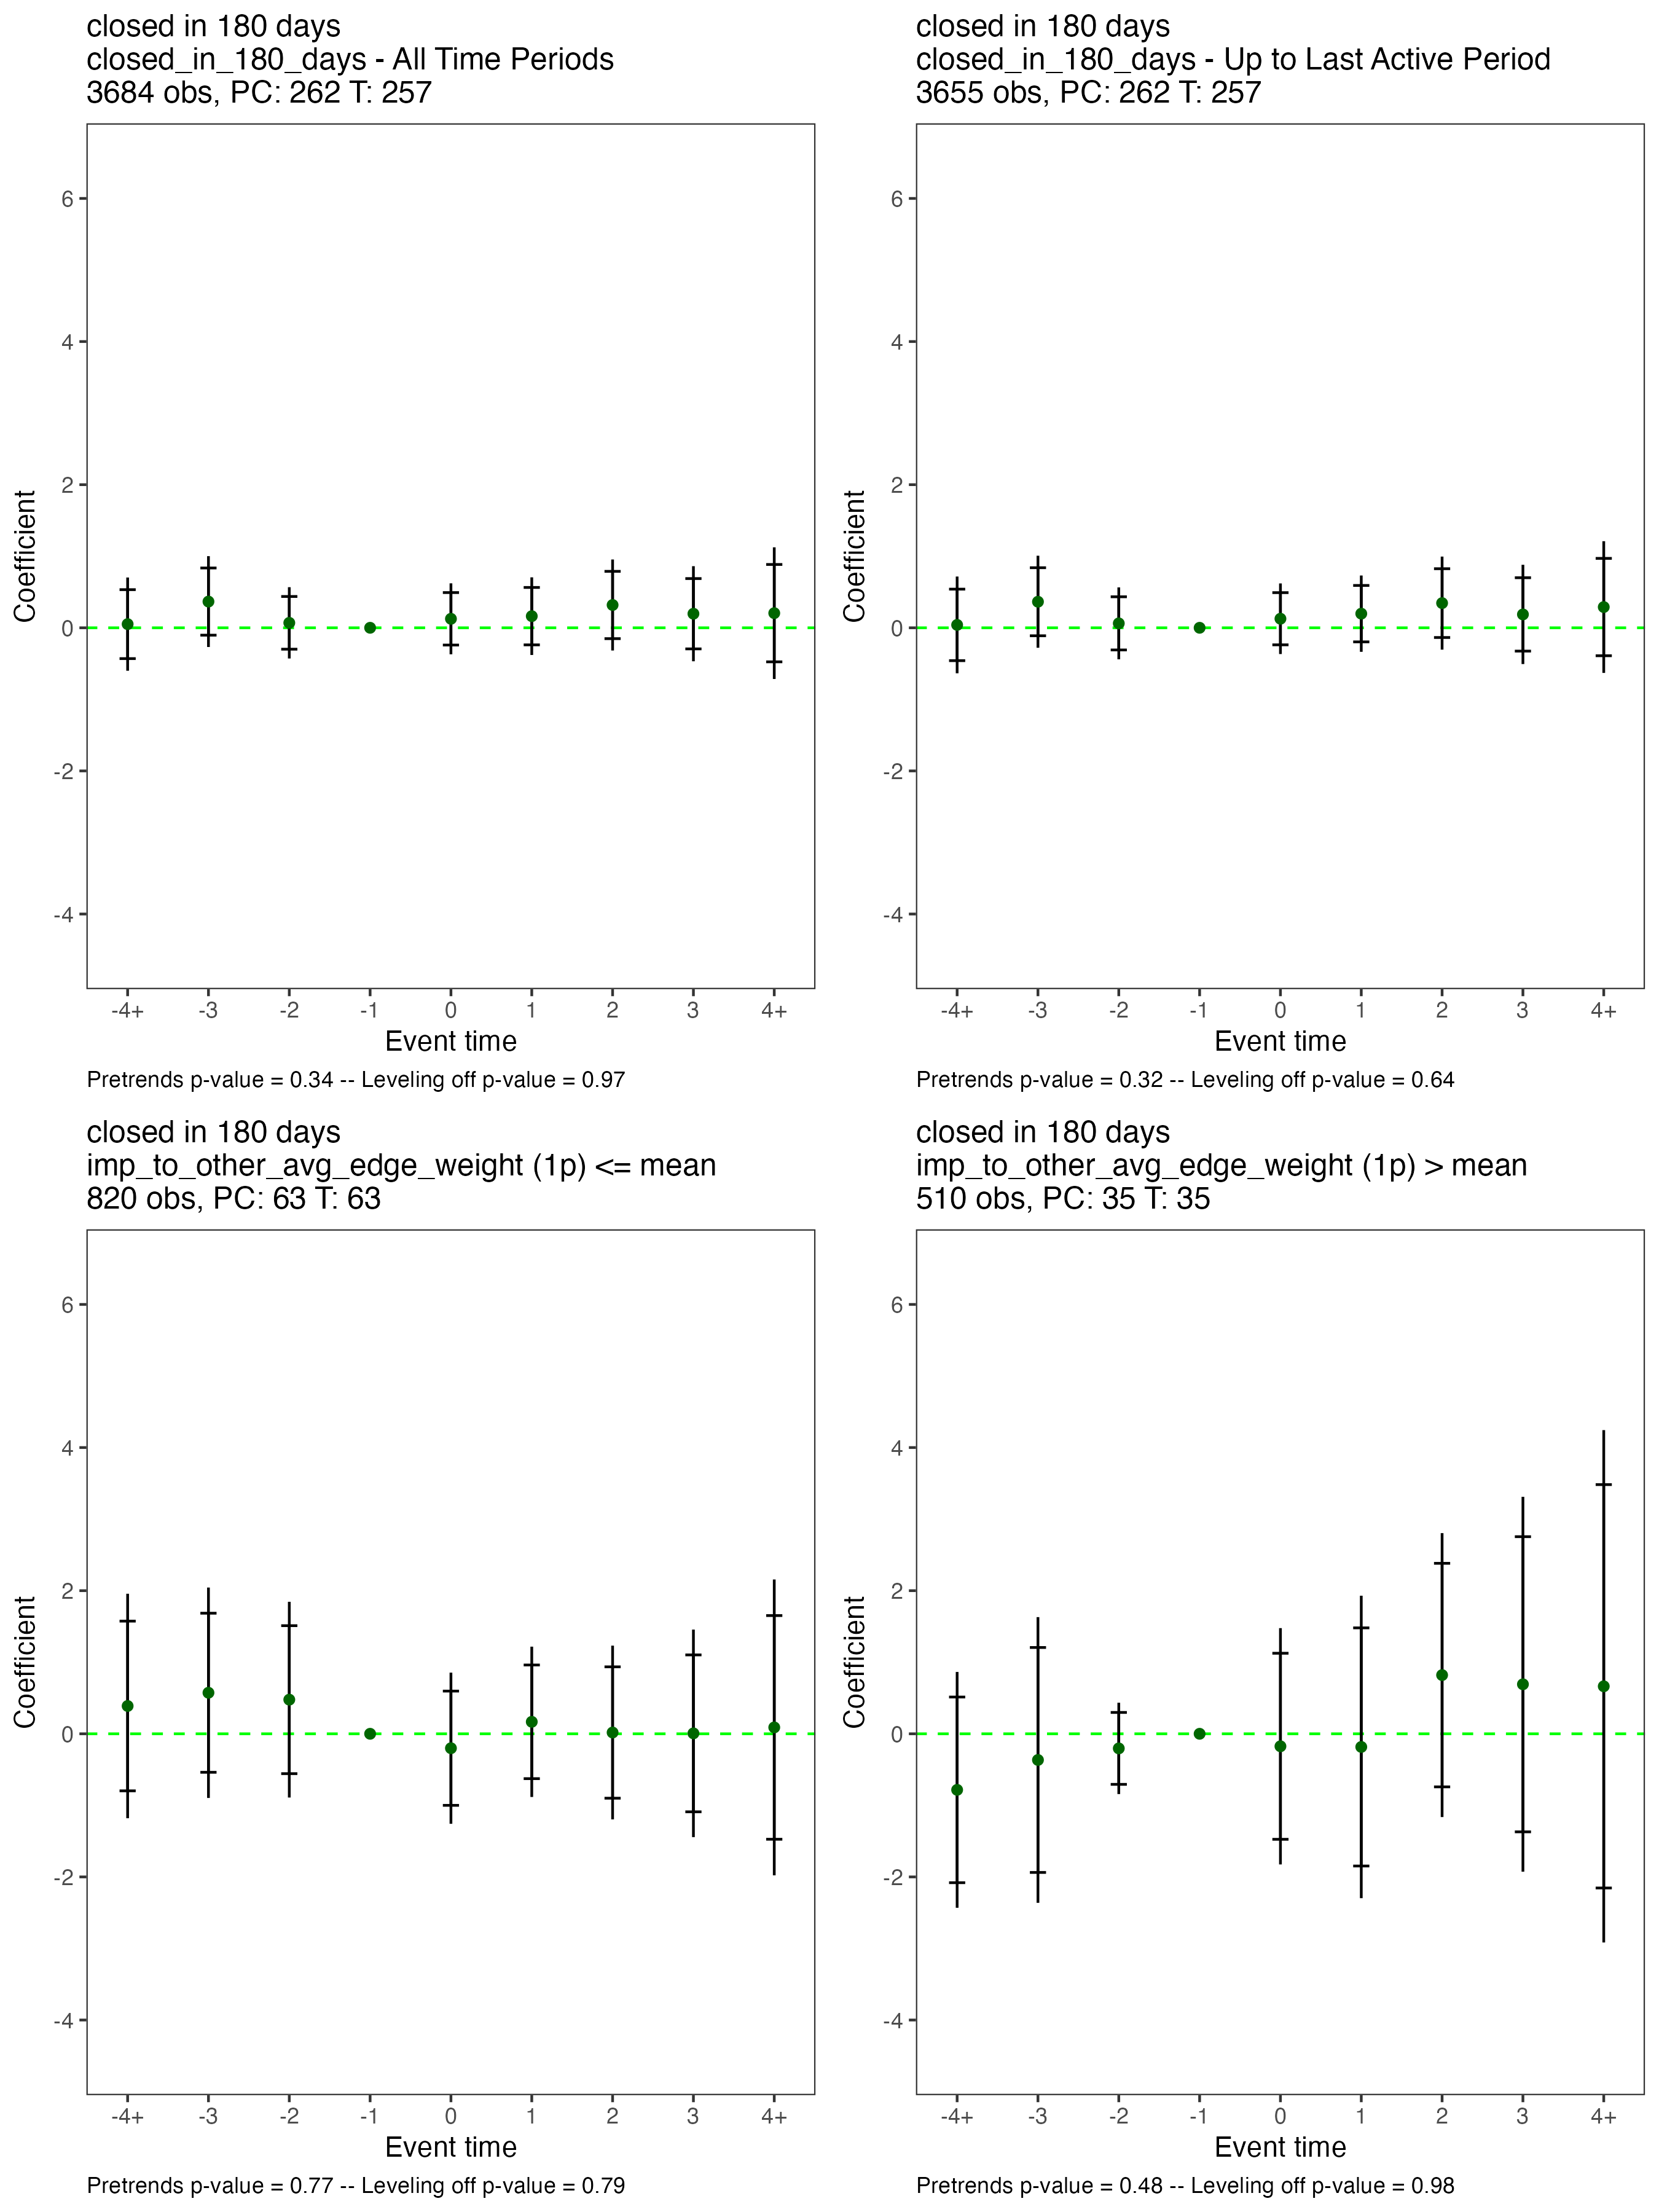 closed in 180 days
closed_in_180_days - All Time Periods
3684 obs, PC: 262 T: 257
Coefficient
6
4
2
0
-2
-4
-4+ -3 -2 -1 0 1 2 3 4+
Event time
Pretrends p-value = 0.34 -- Leveling off p-value = 0.97
closed in 180 days
closed_in_180_days - Up to Last Active Period
3655 obs, PC: 262 T: 257
Coefficient
6
4
2
0
-2
-4
-4+ -3 -2 -1 0 1 2 3 4+
Event time
Pretrends p-value = 0.32 -- Leveling off p-value = 0.64
closed in 180 days
imp_to_other_avg_edge_weight (1p) <= mean
820 obs, PC: 63 T: 63
Coefficient
6
4
2
0
-2
-4
-4+ -3 -2 -1 0 1 2 3 4+
Event time
Pretrends p-value = 0.77 -- Leveling off p-value = 0.79
closed in 180 days
imp_to_other_avg_edge_weight (1p) > mean
510 obs, PC: 35 T: 35
Coefficient
6
4
2
0
-2
-4
-4+ -3 -2 -1 0 1 2 3 4+
Event time
Pretrends p-value = 0.48 -- Leveling off p-value = 0.98